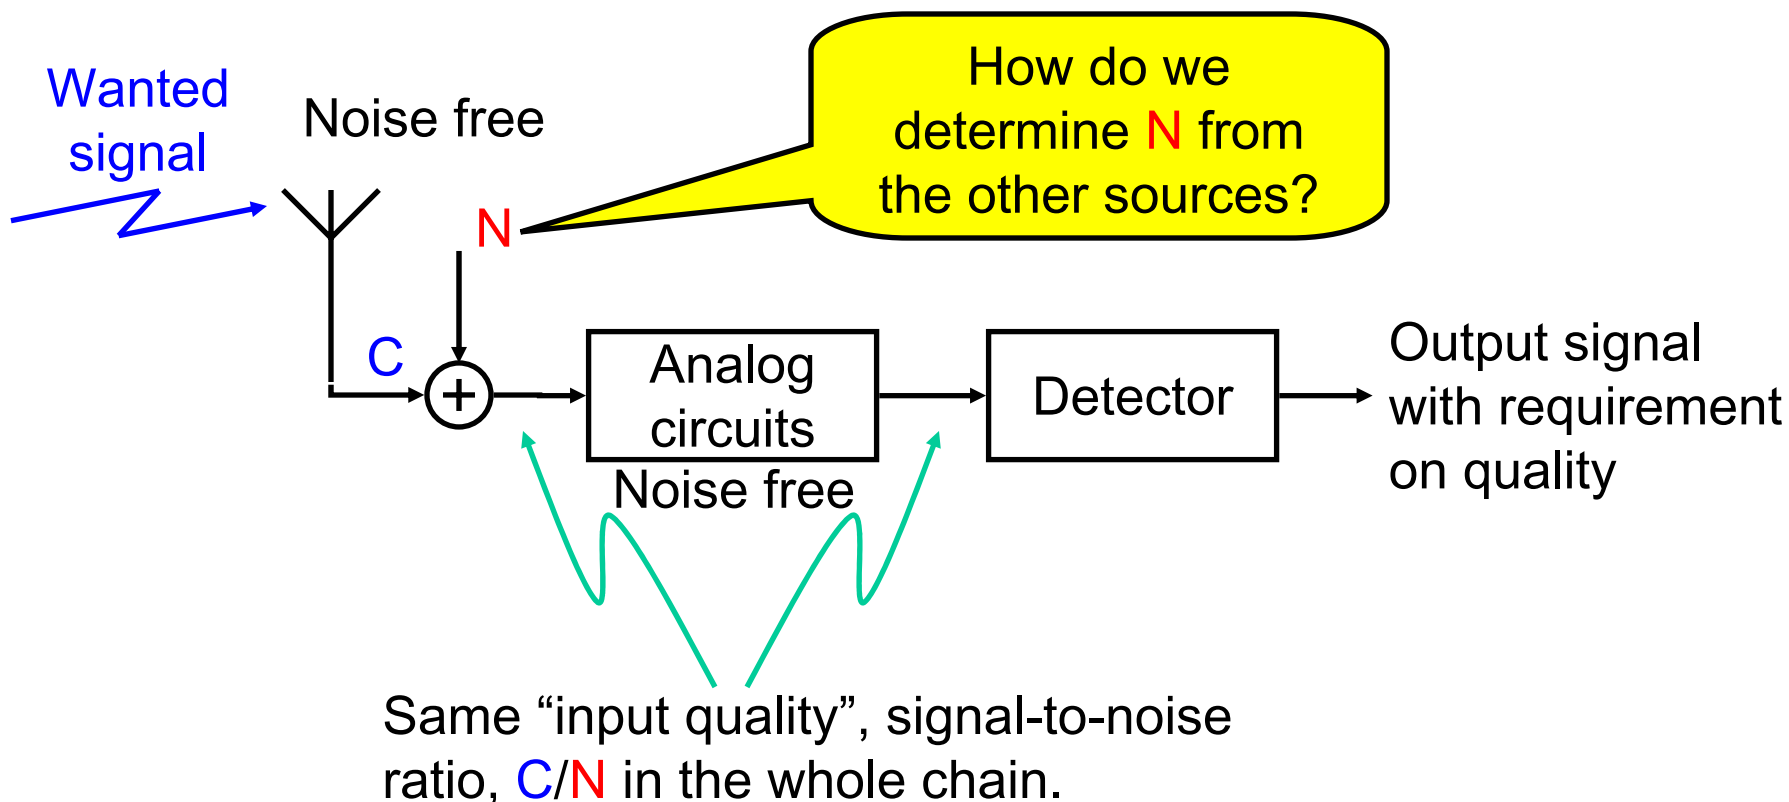 Wanted
signal
Noise free
How do we
determine N from
the other sources?
N
C
+
Analog
circuits
Noise free
Detector
Output signal
with requirement
on quality
Same “input quality”, signal-to-noise
ratio, C/N in the whole chain.